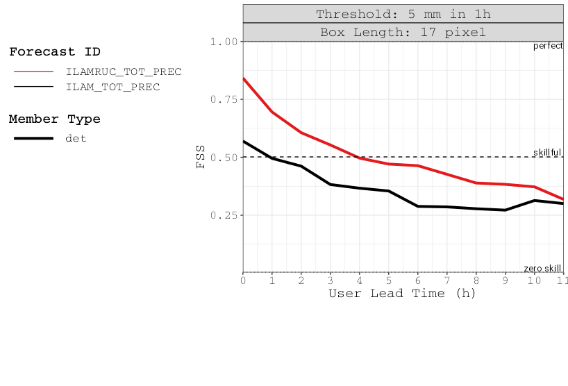 Threshold: 5 mm in 1h
Box Length: 17 pixel
Forecast ID
ILAMRUC_TOT_PREC
ILAM_TOT_PREC
Member Type
det
FSS
1.00
0.75
0.50
0.25
perfect
skillful
zero skill
0 1 2 3 4 5 6 7 8 9 10 11
User Lead Time (h)